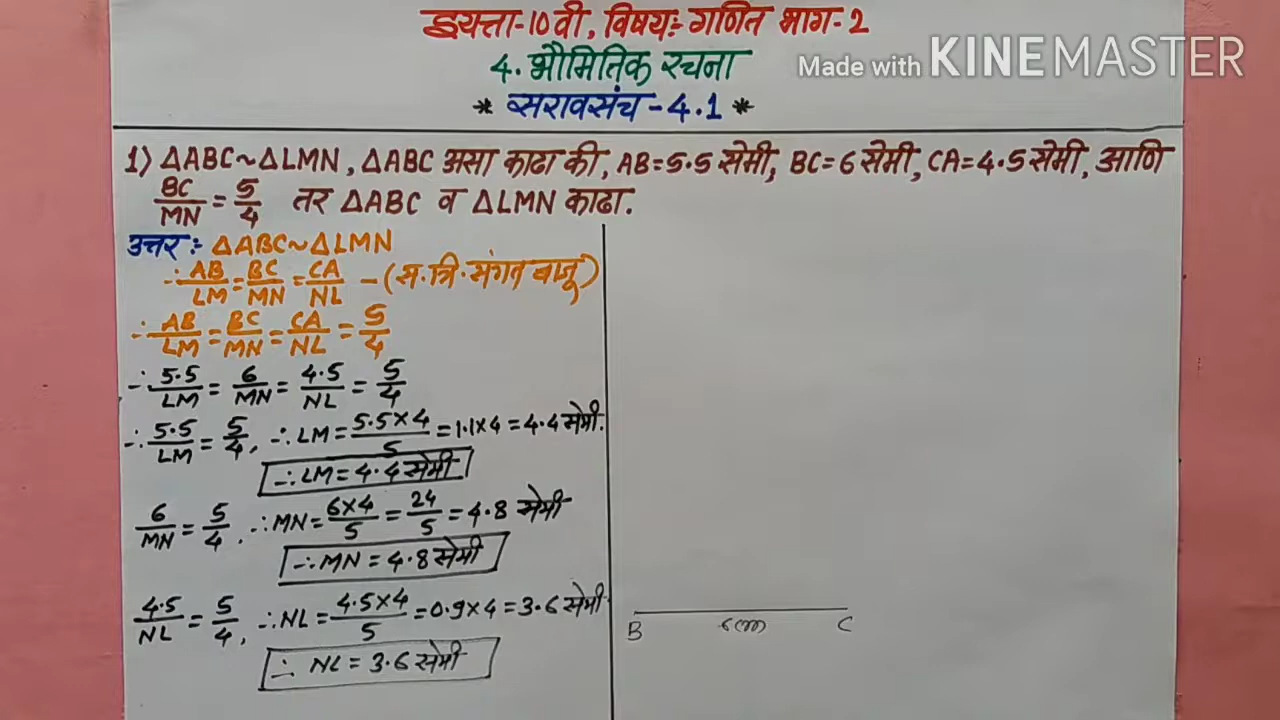 इयत्ता-10वी, विषय:- गणित भाग-2
Made with KINEMASTER
4. भौमितिक रचना
* सरावसंच-4.1 *
1) ΔABC~ΔLMN, ΔABC असा काढा की, AB=5.5 सेमी, BC=6 सेमी, CA=4.5 सेमी, आणि
BC/MN = 5/4 तर ΔABC व ΔLMN काढा.
उत्तर:- ΔABC~ΔLMN
∴ AB/LM = BC/MN = CA/NL - (स.त्रि.संगत बाजू)
∴ AB/LM = BC/MN = CA/NL = 5/4
∴ 5.5/LM = 6/MN = 4.5/NL = 5/4
∴ 5.5/LM = 5/4, ∴ LM = 5.5×4/5 = 1.1×4 = 4.4 सेमी.
∴ LM = 4.4 सेमी
6/MN = 5/4, ∴ MN = 6×4/5 = 24/5 = 4.8 सेमी
∴ MN = 4.8 सेमी
4.5/NL = 5/4, ∴ NL = 4.5×4/5 = 0.9×4 = 3.6 सेमी
∴ NL = 3.6 सेमी
B 6cm C